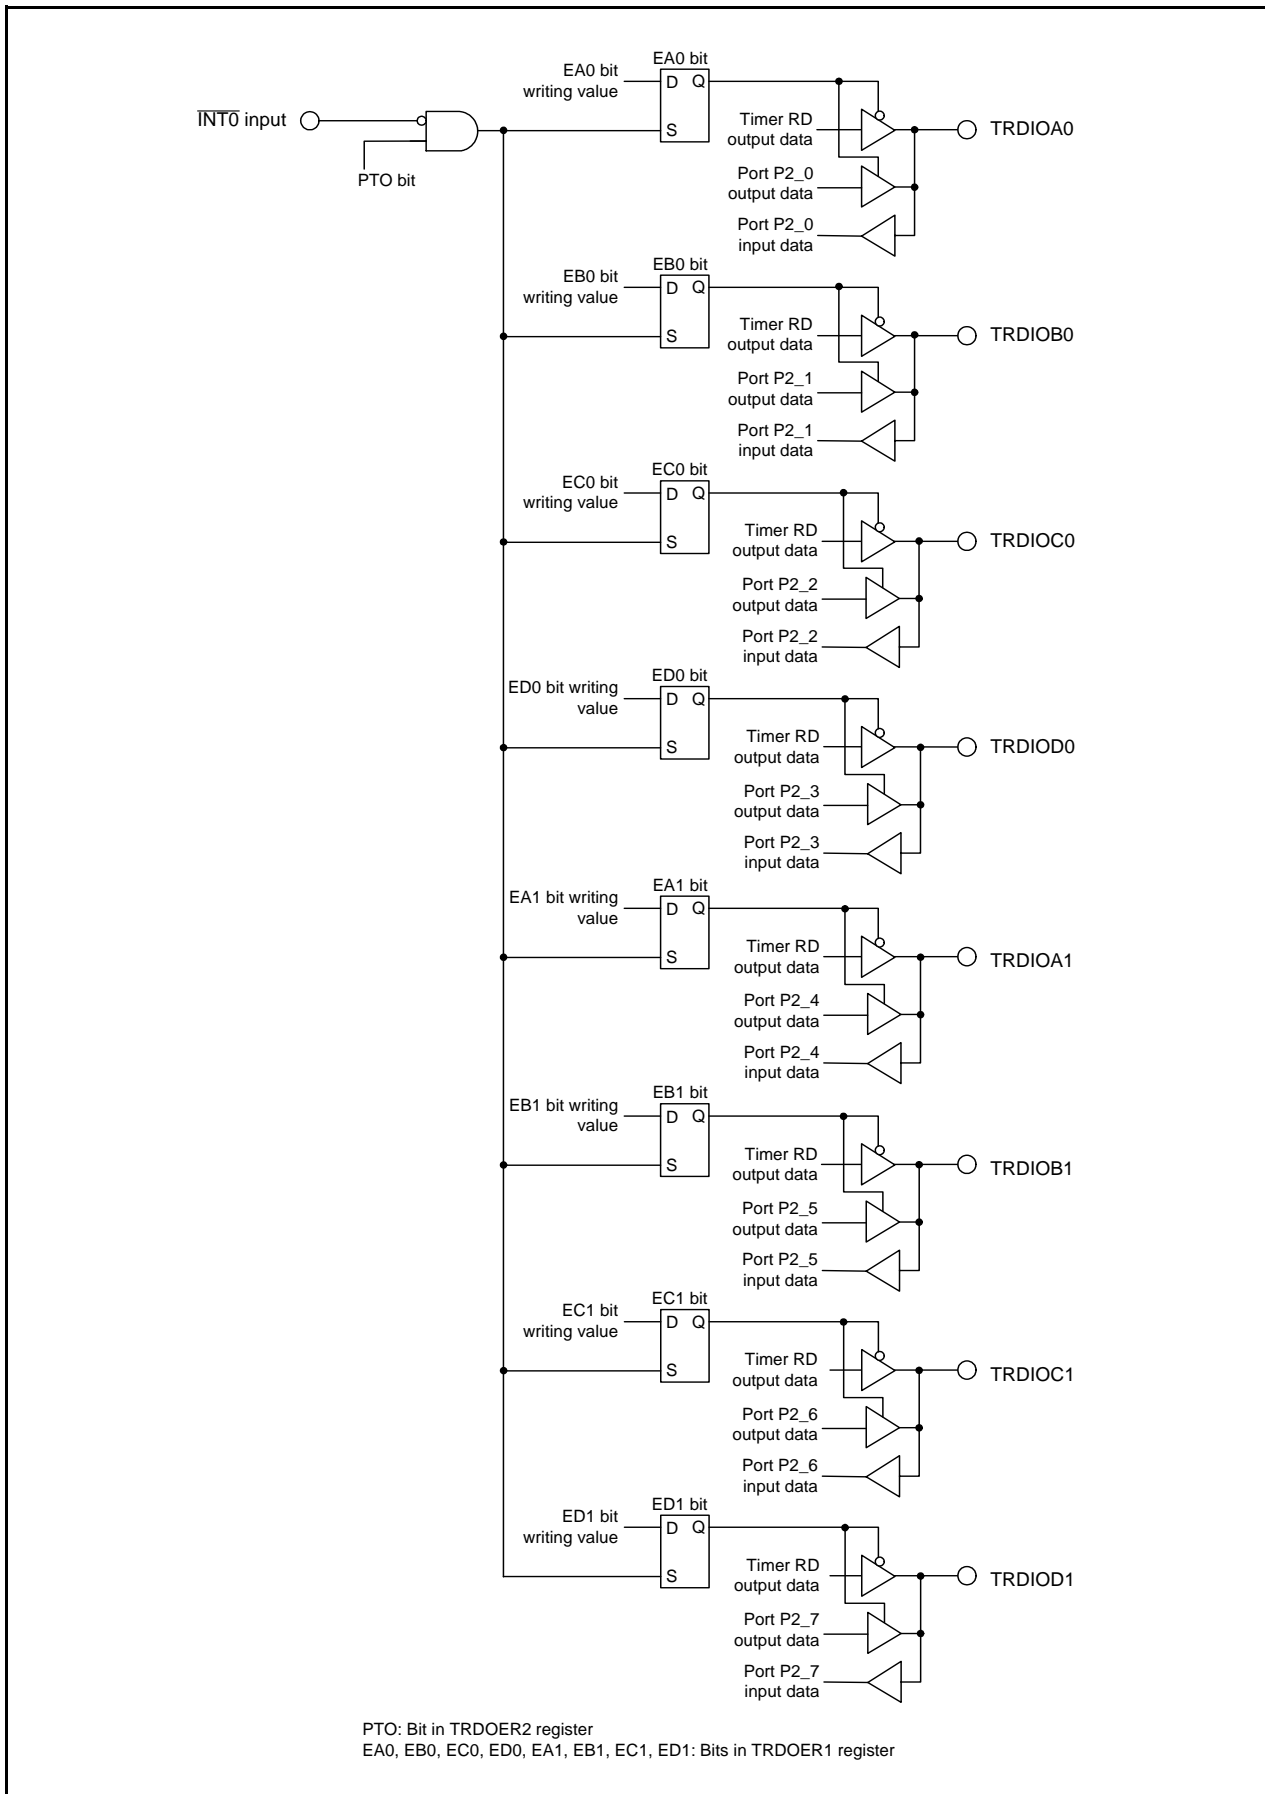 INT0 input
PTO bit
EA0 bit
writing value
EA0 bit
D Q
S
Timer RD
output data
Port P2_0
output data
Port P2_0
input data
TRDIOA0
EB0 bit
writing value
EB0 bit
D Q
S
Timer RD
output data
Port P2_1
output data
Port P2_1
input data
TRDIOB0
EC0 bit
writing value
EC0 bit
D Q
S
Timer RD
output data
Port P2_2
output data
Port P2_2
input data
TRDIOC0
ED0 bit writing
value
ED0 bit
D Q
S
Timer RD
output data
Port P2_3
output data
Port P2_3
input data
TRDIOD0
EA1 bit writing
value
EA1 bit
D Q
S
Timer RD
output data
Port P2_4
output data
Port P2_4
input data
TRDIOA1
EB1 bit writing
value
EB1 bit
D Q
S
Timer RD
output data
Port P2_5
output data
Port P2_5
input data
TRDIOB1
EC1 bit
writing value
EC1 bit
D Q
S
Timer RD
output data
Port P2_6
output data
Port P2_6
input data
TRDIOC1
ED1 bit
writing value
ED1 bit
D Q
S
Timer RD
output data
Port P2_7
output data
Port P2_7
input data
TRDIOD1
PTO: Bit in TRDOER2 register
EA0, EB0, EC0, ED0, EA1, EB1, EC1, ED1: Bits in TRDOER1 register